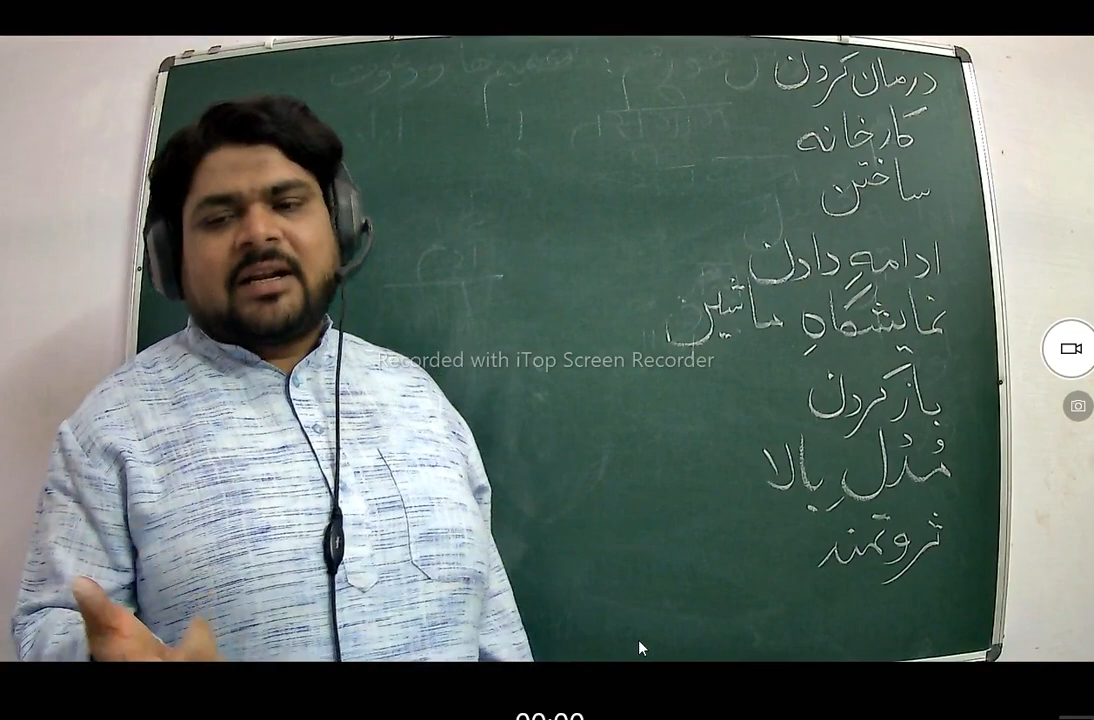 درمان کردن
کارخانه
ساختن
ادامه دادن
نمایشگاهِ ماشین
باز کردن
مُدلِ بالا
ثروتمند
Recorded with iTop Screen Recorder
00:00